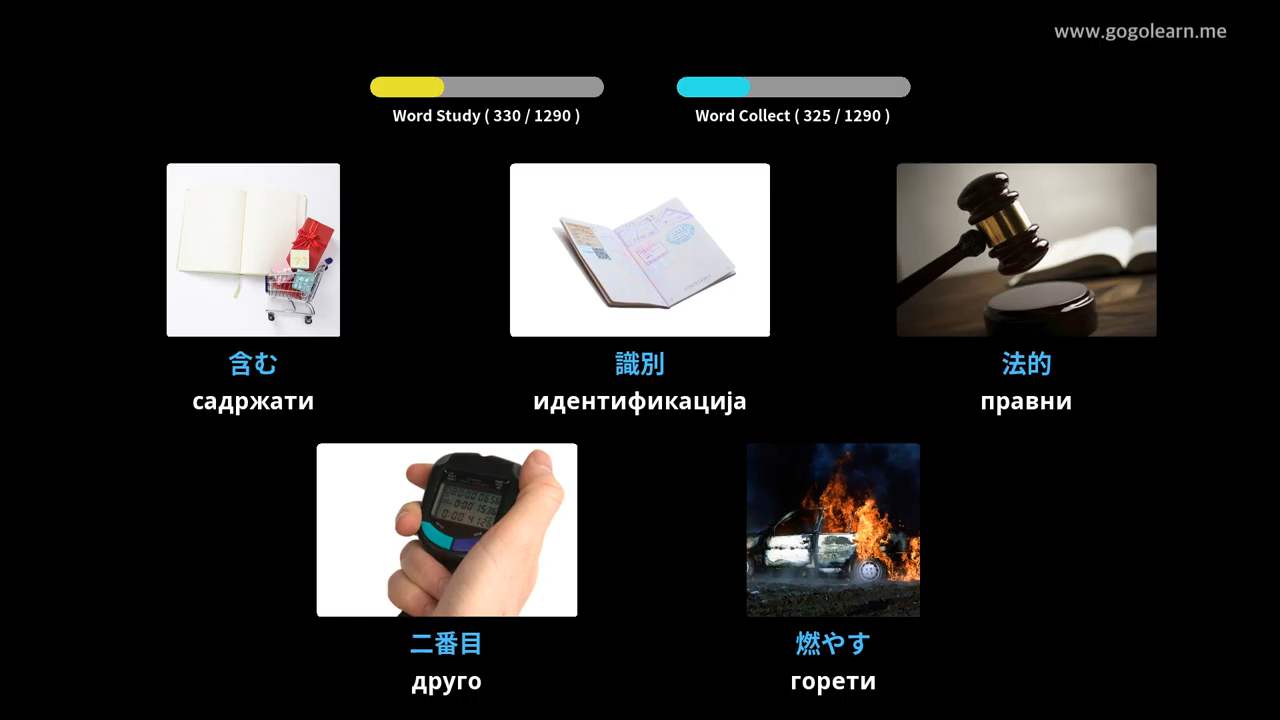 www.gogolearn.me
Word Study ( 330 / 1290 )
Word Collect ( 325 / 1290 )
含む
садржати
識別
идентификација
法的
правни
二番目
друго
燃やす
горети